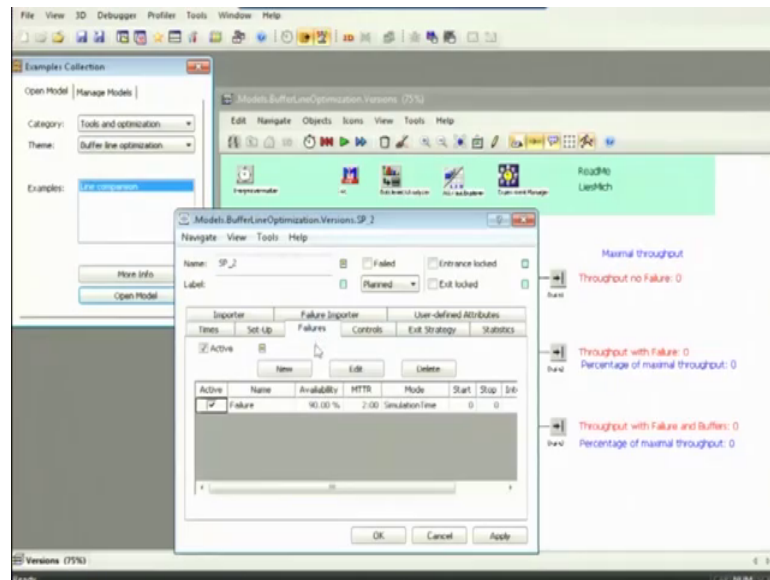 File View 3D Debugger Profiler Tools Window Help
Examples Collection
Open Model Manage Models
Category: Tools and optimization
Theme: Buffer line optimization
Examples: Line comparison
More Info
Open Model
.Models.BufferLineOptimization.Versions (75%)
Edit Navigate Objects Icons View Tools Help
Experiment Manager
ReadMe
LiesMich
.Models.BufferLineOptimization.Versions.SP_2
Navigate View Tools Help
Name: SP_2 Failed Entrance locked
Label: Planned Exit locked
Importer Failure Importer User-defined Attributes
Times Set-Up Failures Controls Exit Strategy Statistics
Active
New Edit Delete
Active Name Availability MTTR Mode Start Stop Inte
Failure 90.00 % 2:00 SimulationTime 0 0
OK Cancel Apply
Maximal throughput
Throughput no Failure: 0
Throughput with Failure: 0
Percentage of maximal throughput: 0
Throughput with Failure and Buffers: 0
Percentage of maximal throughput: 0
Versions (75%)
Ready